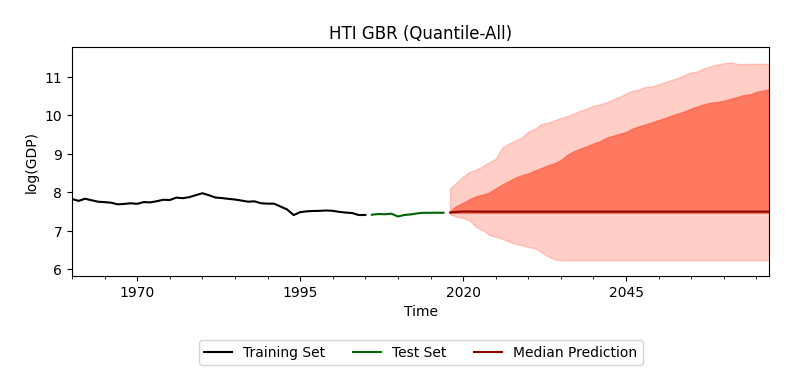 HTI GBR (Quantile-All)
log(GDP)
11
10
9
8
7
6
1970 1995 2020 2045
Time
Training Set Test Set Median Prediction